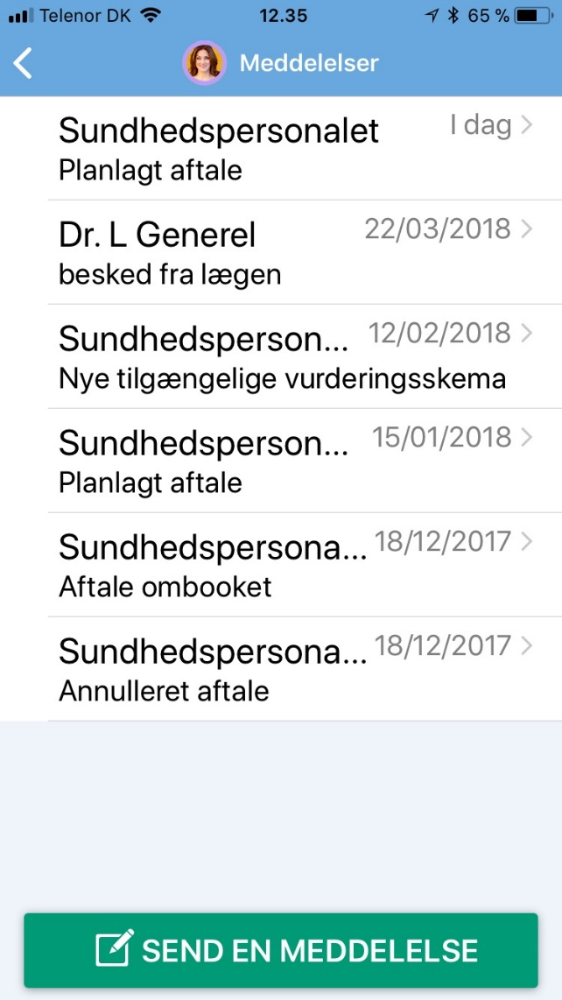 Telenor DK 12.35 65 %
Meddelelser
Sundhedspersonalet I dag
Planlagt aftale
Dr. L Generel 22/03/2018
besked fra lægen
Sundhedsperson... 12/02/2018
Nye tilgængelige vurderingsskema
Sundhedsperson... 15/01/2018
Planlagt aftale
Sundhedspersona... 18/12/2017
Aftale ombooket
Sundhedspersona... 18/12/2017
Annulleret aftale
SEND EN MEDDELELSE